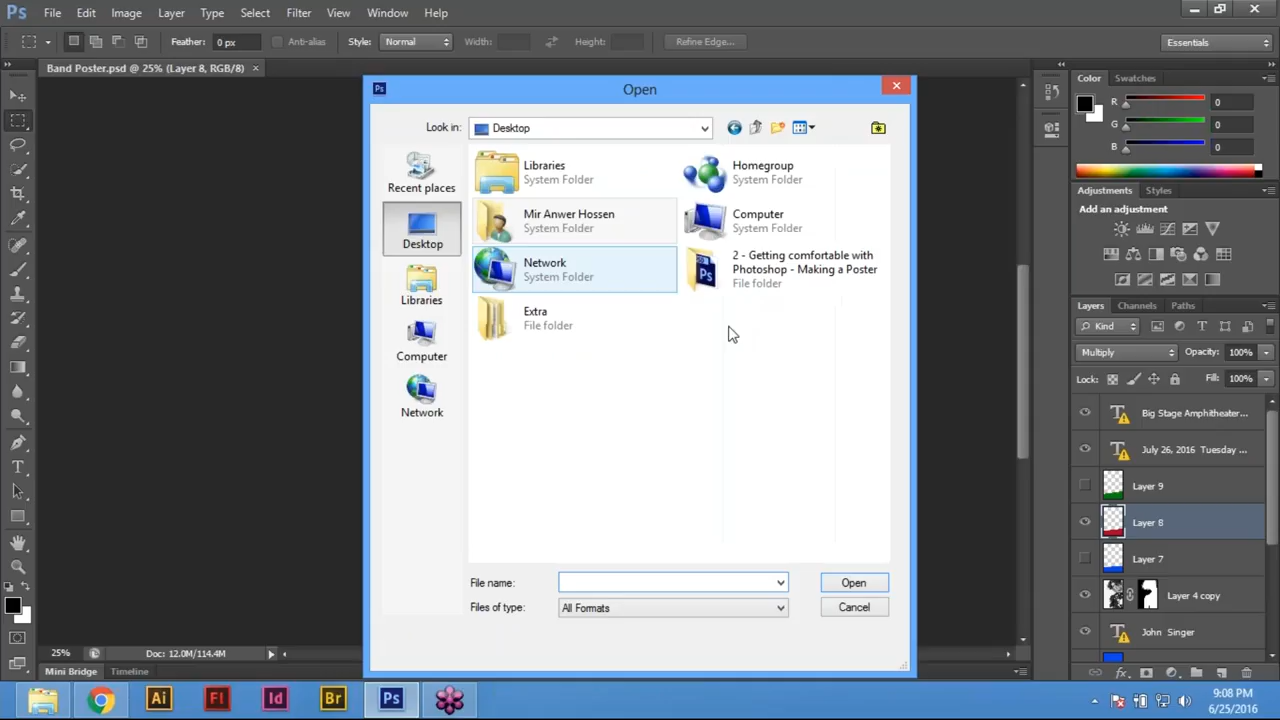 Ps File Edit Image Layer Type Select Filter View Window Help
Feather: 0 px Anti-alias Style: Normal Width: Height: Refine Edge... Essentials
Band Poster.psd @ 25% (Layer 8, RGB/8) ×
Ps Open
Look in: Desktop
Recent places
Desktop
Libraries
Computer
Network
Libraries
System Folder
Homegroup
System Folder
Mir Anwer Hossen
System Folder
Computer
System Folder
Network
System Folder
2 - Getting comfortable with
Photoshop - Making a Poster
File folder
Extra
File folder
File name: Open
Files of type: All Formats Cancel
Color Swatches
R 0
G 0
B 0
Adjustments Styles
Add an adjustment
Layers Channels Paths
Kind
Multiply Opacity: 100%
Lock: Fill: 100%
Big Stage Amphitheater...
July 26, 2016 Tuesday ...
Layer 9
Layer 8
Layer 7
Layer 4 copy
John Singer
25% Doc: 12.0M/114.4M
Mini Bridge Timeline
Ai Fl Id Br Ps
9:08 PM
6/25/2016